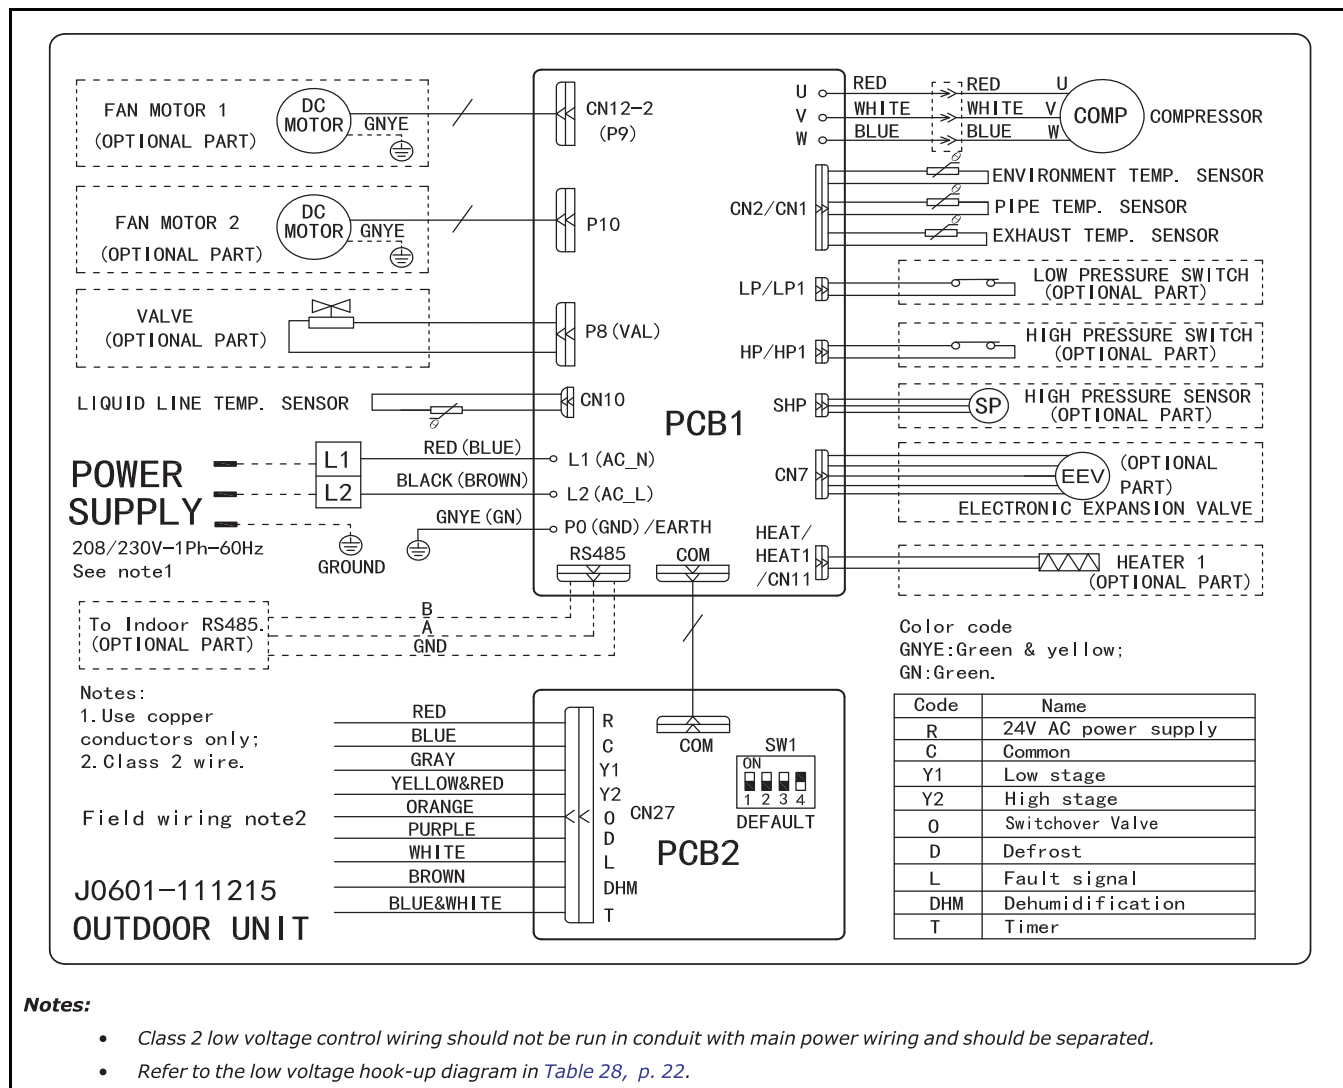 FAN MOTOR 1
(OPTIONAL PART)
DC
MOTOR
GNYE
CN12-2
(P9)
FAN MOTOR 2
(OPTIONAL PART)
DC
MOTOR
GNYE
P10
VALVE
(OPTIONAL PART)
P8(VAL)
LIQUID LINE TEMP. SENSOR
CN10
PCB1
POWER
SUPPLY
208/230V-1Ph-60Hz
See note1
L1
L2
GROUND
RED(BLUE)
BLACK(BROWN)
GNYE(GN)
L1(AC_N)
L2(AC_L)
P0(GND)/EARTH
RS485
COM
To Indoor RS485.
(OPTIONAL PART)
B
A
GND
U
V
W
RED
WHITE
BLUE
RED
WHITE
BLUE
U
V
W
COMP
COMPRESSOR
CN2/CN1
ENVIRONMENT TEMP. SENSOR
PIPE TEMP. SENSOR
EXHAUST TEMP. SENSOR
LP/LP1
LOW PRESSURE SWITCH
(OPTIONAL PART)
HP/HP1
HIGH PRESSURE SWITCH
(OPTIONAL PART)
SHP
SP
HIGH PRESSURE SENSOR
(OPTIONAL PART)
CN7
EEV
(OPTIONAL
PART)
ELECTRONIC EXPANSION VALVE
HEAT/
HEAT1
/CN11
HEATER 1
(OPTIONAL PART)
Notes:
1.Use copper
conductors only;
2.Class 2 wire.
Field wiring note2
J0601-111215
OUTDOOR UNIT
RED
BLUE
GRAY
YELLOW&RED
ORANGE
PURPLE
WHITE
BROWN
BLUE&WHITE
R
C
Y1
Y2
O
D
L
DHM
T
CN27
COM
SW1
ON
1 2 3 4
DEFAULT
PCB2
Color code
GNYE:Green & yellow;
GN:Green.
Code Name
R 24V AC power supply
C Common
Y1 Low stage
Y2 High stage
O Switchover Valve
D Defrost
L Fault signal
DHM Dehumidification
T Timer
Notes:
• Class 2 low voltage control wiring should not be run in conduit with main power wiring and should be separated.
• Refer to the low voltage hook-up diagram in Table 28, p. 22.